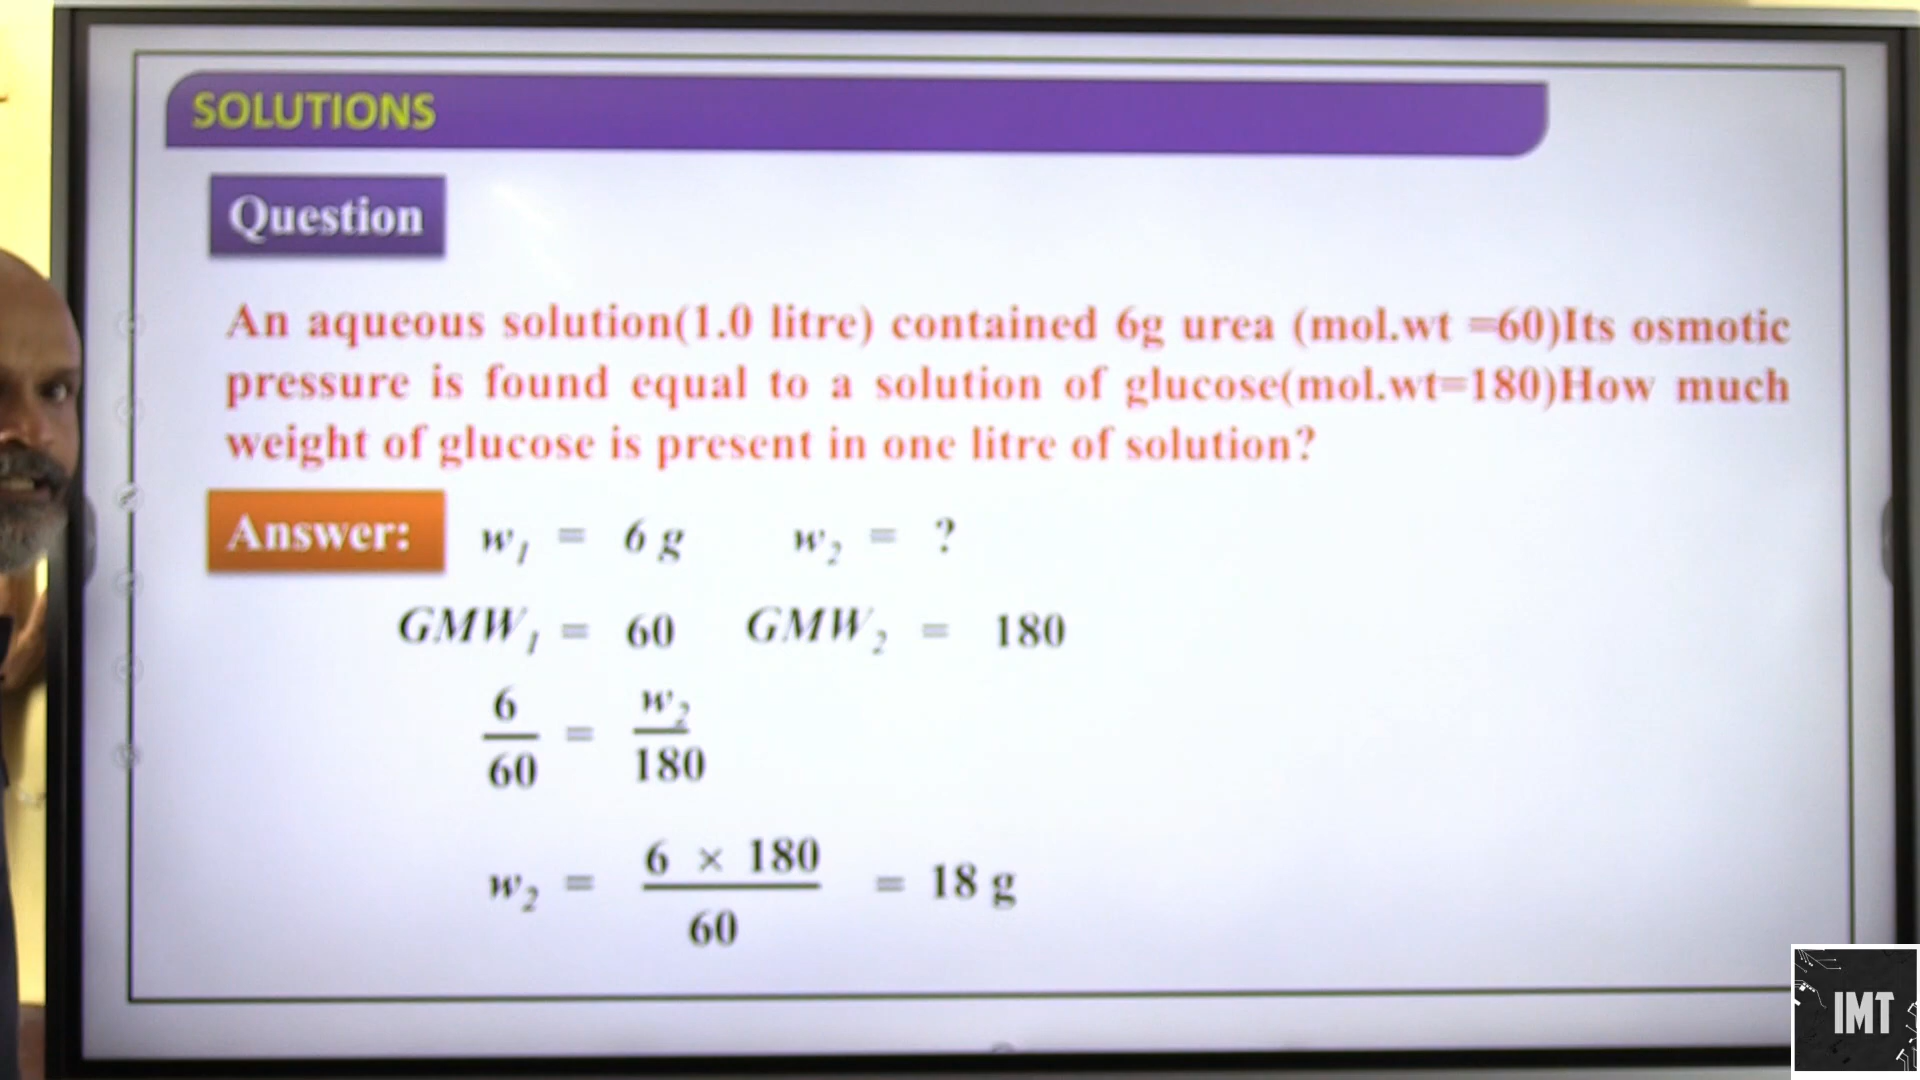 SOLUTIONS
Question
An aqueous solution(1.0 litre) contained 6g urea (mol.wt =60)Its osmotic
pressure is found equal to a solution of glucose(mol.wt=180)How much
weight of glucose is present in one litre of solution?
Answer: w₁ = 6 g w₂ = ?
GMW₁ = 60 GMW₂ = 180
6/60 = w₂/180
w₂ = 6 × 180/60 = 18 g
IMT